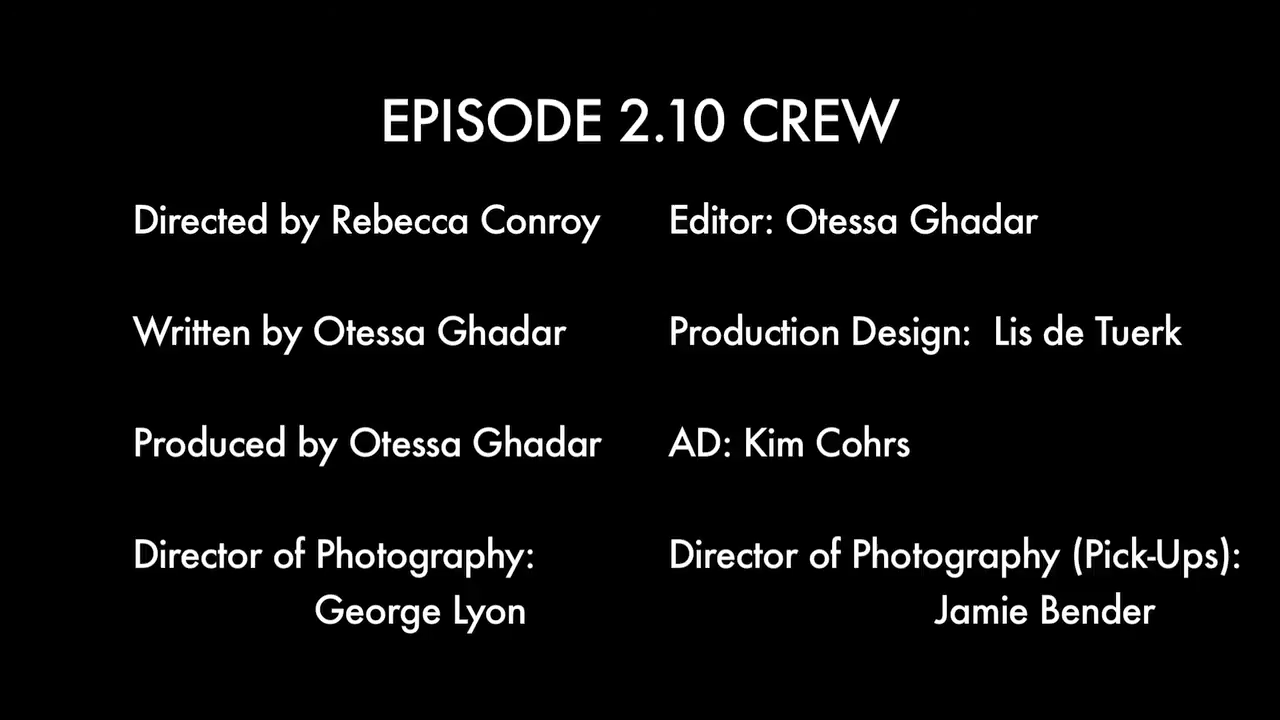 EPISODE 2.10 CREW
Directed by Rebecca Conroy
Written by Otessa Ghadar
Produced by Otessa Ghadar
Director of Photography:
George Lyon
Editor: Otessa Ghadar
Production Design:  Lis de Tuerk
AD: Kim Cohrs
Director of Photography (Pick-Ups):
Jamie Bender